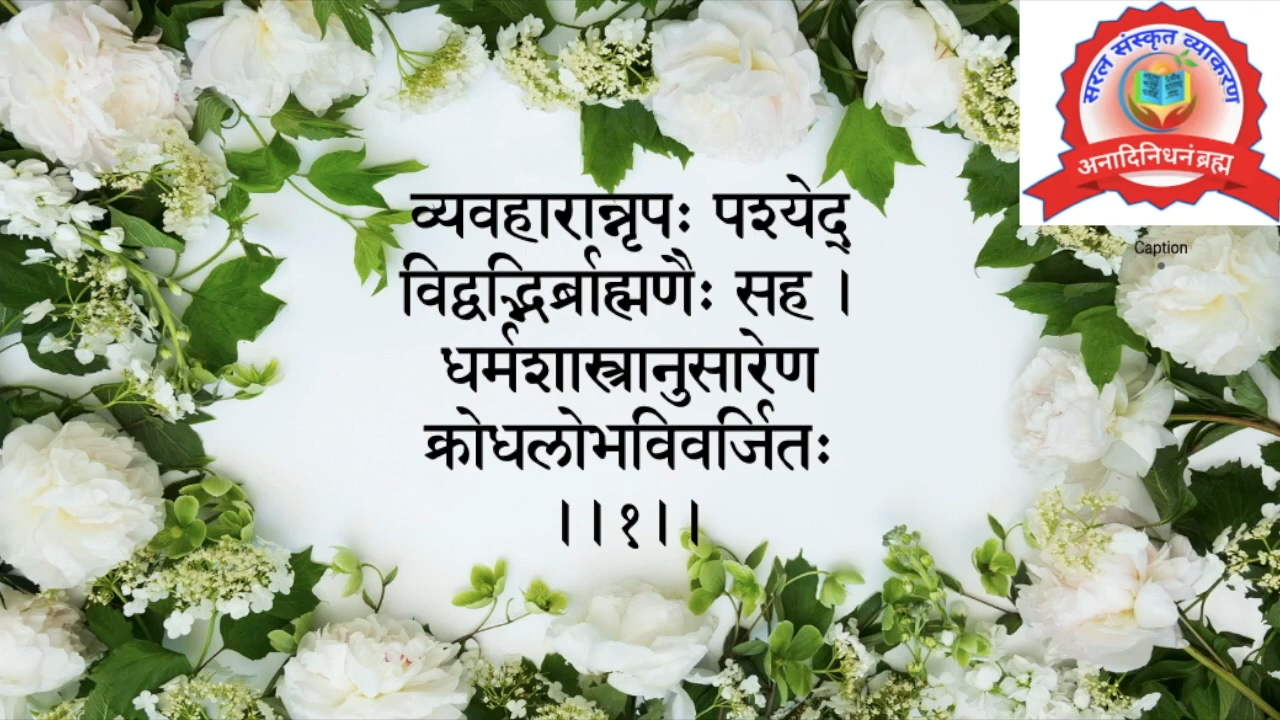 सरल संस्कृत व्याकरण
अनादिनिधनं ब्रह्म
Caption
व्यवहारान्नृपः पश्येद्
विद्वद्भिर्ब्राह्मणैः सह ।
धर्मशास्त्रानुसारेण
क्रोधलोभविवर्जितः
।।१।।